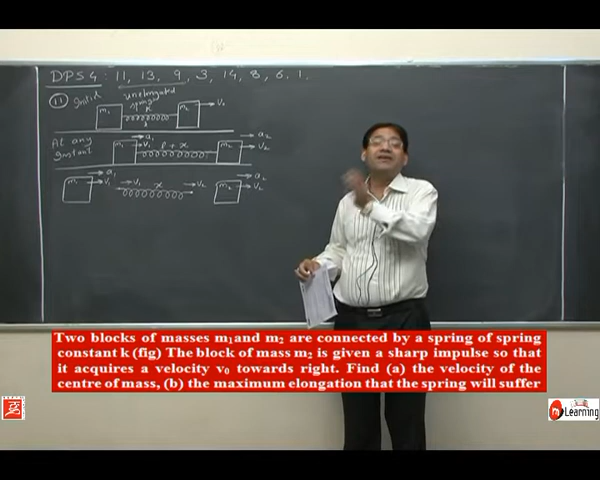 DPS 4 : 11, 13, 9, 3, 14, 8, 6, 1.
11 Initial unelongated spring
m1 K m2 V0
l
At any instant a1 a2
m1 V1 l + x m2 V2
a1 a2
m1 V1 x V2 m2 V2
Two blocks of masses m1 and m2 are connected by a spring of spring
constant k (fig) The block of mass m2 is given a sharp impulse so that
it acquires a velocity v0 towards right. Find (a) the velocity of the
centre of mass, (b) the maximum elongation that the spring will suffer
Learning